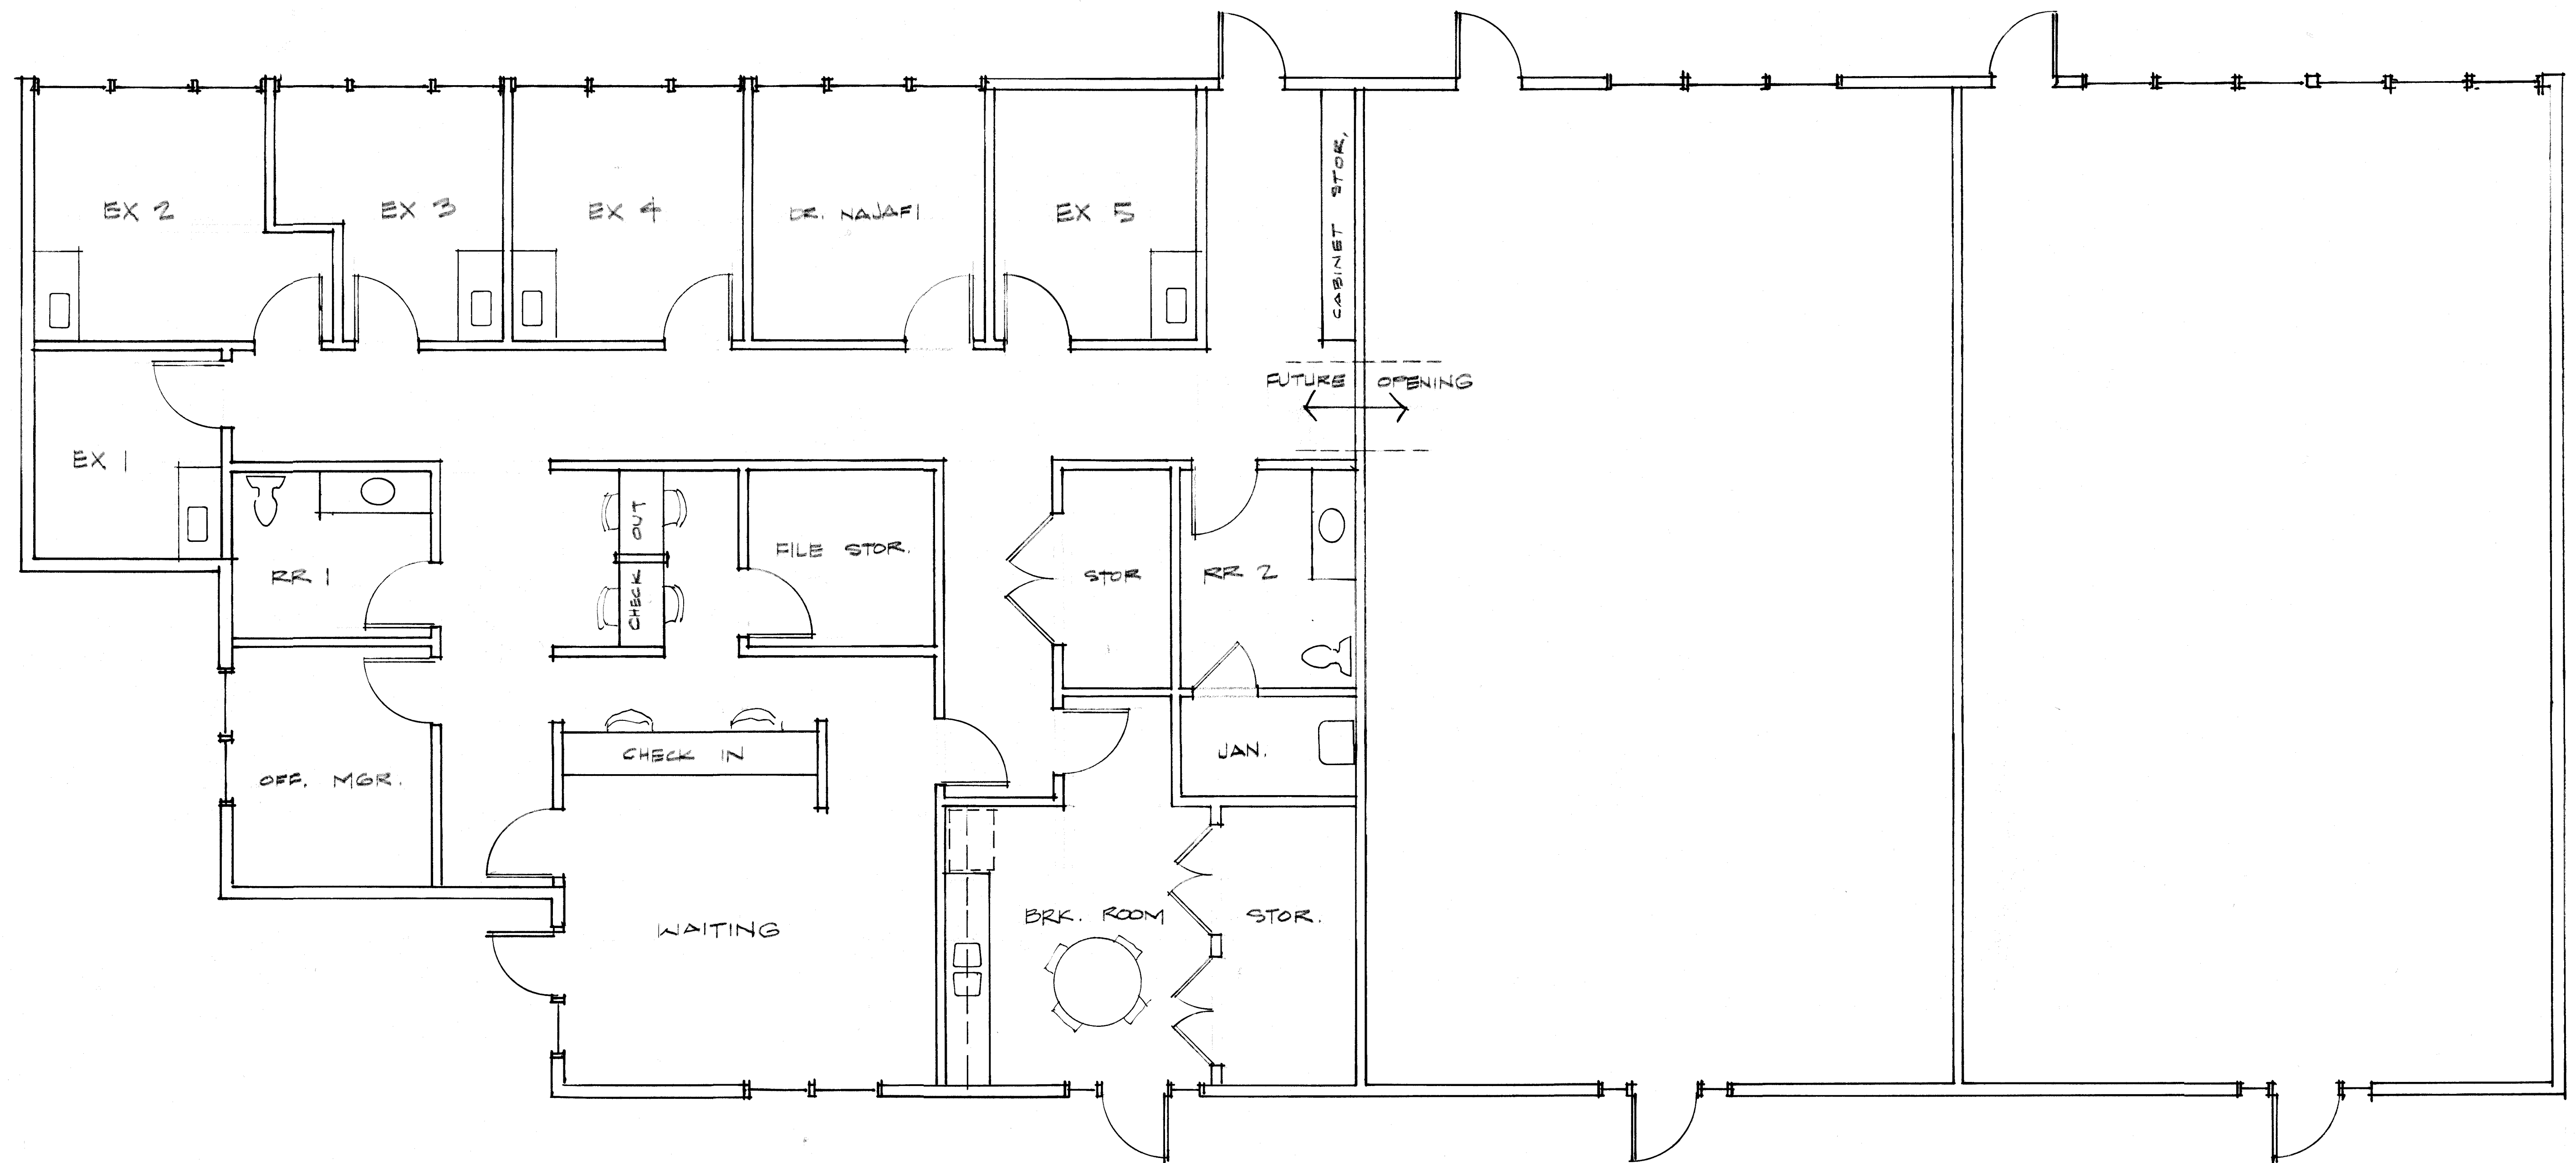 EX 2
EX 3
EX 4
DR. NAJAFI
EX 5
CABINET STOR.
FUTURE OPENING
EX 1
RR 1
CHECK OUT
FILE STOR.
STOR
RR 2
OFF. MGR.
CHECK IN
JAN.
WAITING
BRK. ROOM
STOR.